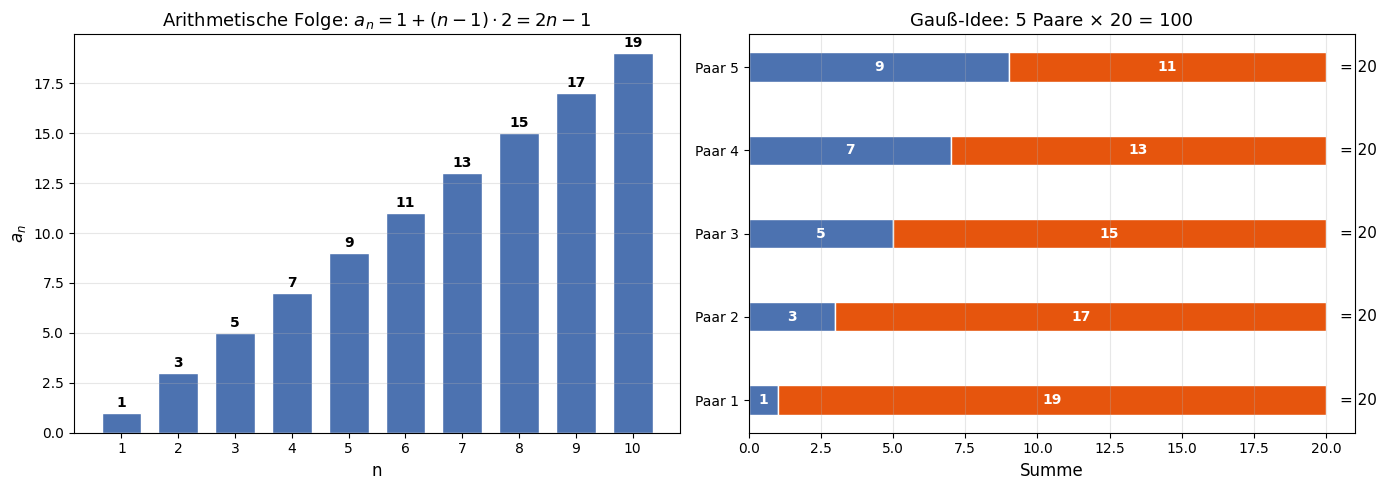 Arithmetische Folge: $a_n = 1 + (n-1) \cdot 2 = 2n-1$
a_n
17.5
15.0
12.5
10.0
7.5
5.0
2.5
0.0
1
3
5
7
9
11
13
15
17
19
1 2 3 4 5 6 7 8 9 10
n
Gauß-Idee: 5 Paare × 20 = 100
Paar 5 9 11 = 20
Paar 4 7 13 = 20
Paar 3 5 15 = 20
Paar 2 3 17 = 20
Paar 1 1 19 = 20
0.0 2.5 5.0 7.5 10.0 12.5 15.0 17.5 20.0
Summe